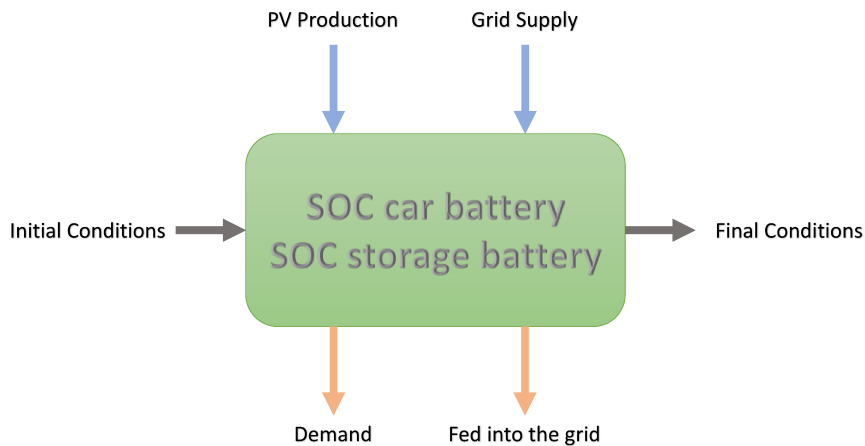 PV Production
Grid Supply
SOC car battery
SOC storage battery
Initial Conditions
Final Conditions
Demand
Fed into the grid